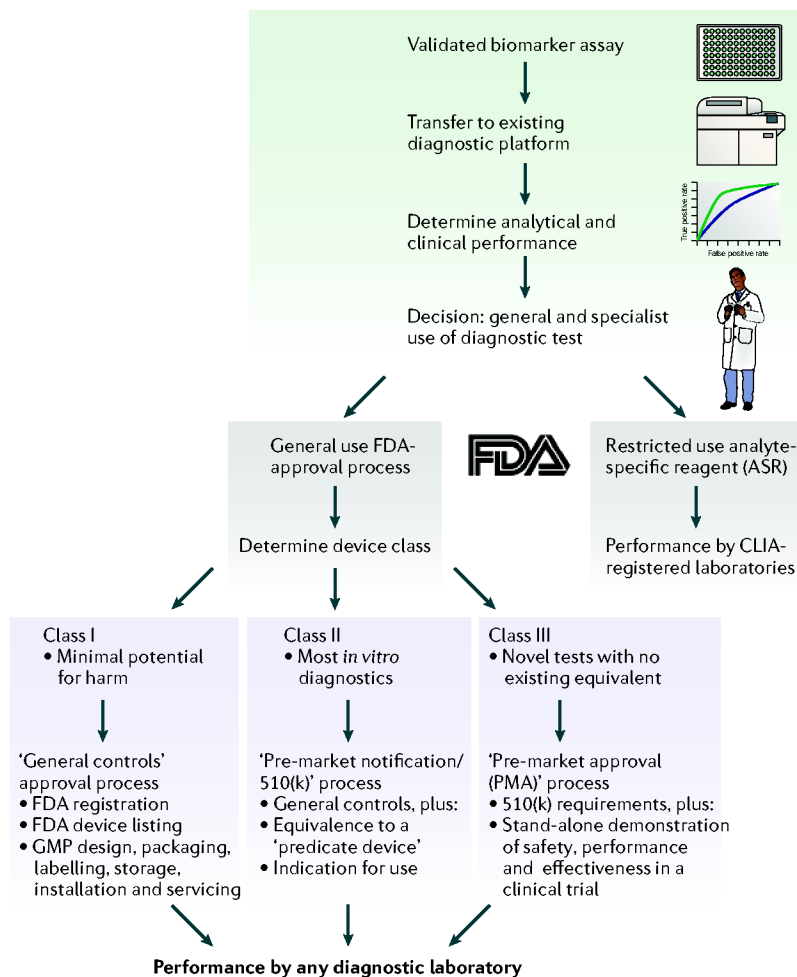 Validated biomarker assay
Transfer to existing
diagnostic platform
True positive rate
False positive rate
Determine analytical and
clinical performance
Decision: general and specialist
use of diagnostic test
General use FDA-
approval process
FDA
Restricted use analyte-
specific reagent (ASR)
Determine device class
Performance by CLIA-
registered laboratories
Class I
• Minimal potential
for harm
Class II
• Most in vitro
diagnostics
Class III
• Novel tests with no
existing equivalent
‘General controls’
approval process
• FDA registration
• FDA device listing
• GMP design, packaging,
labelling, storage,
installation and servicing
‘Pre-market notification/
510(k)’ process
• General controls, plus:
• Equivalence to a
‘predicate device’
• Indication for use
‘Pre-market approval
(PMA)’ process
• 510(k) requirements, plus:
• Stand-alone demonstration
of safety, performance
and effectiveness in a
clinical trial
Performance by any diagnostic laboratory